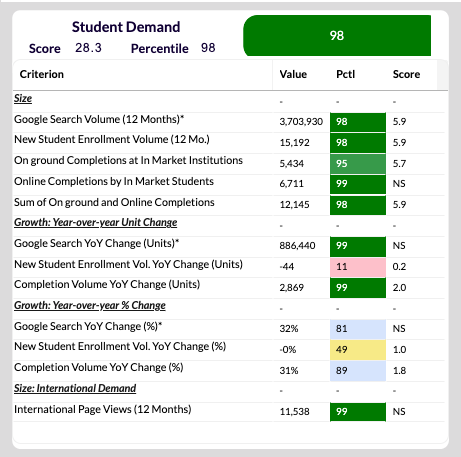 Student Demand
Score 28.3 Percentile 98
98
Criterion Value Pctl Score
Size - - -
Google Search Volume (12 Months)* 3,703,930 98 5.9
New Student Enrollment Volume (12 Mo.) 15,192 98 5.9
On ground Completions at In Market Institutions 5,434 95 5.7
Online Completions by In Market Students 6,711 99 NS
Sum of On ground and Online Completions 12,145 98 5.9
Growth: Year-over-year Unit Change - - -
Google Search YoY Change (Units)* 886,440 99 NS
New Student Enrollment Vol. YoY Change (Units) -44 11 0.2
Completion Volume YoY Change (Units) 2,869 99 2.0
Growth: Year-over-year % Change - - -
Google Search YoY Change (%)* 32% 81 NS
New Student Enrollment Vol. YoY Change (%) -0% 49 1.0
Completion Volume YoY Change (%) 31% 89 1.8
Size: International Demand - - -
International Page Views (12 Months) 11,538 99 NS